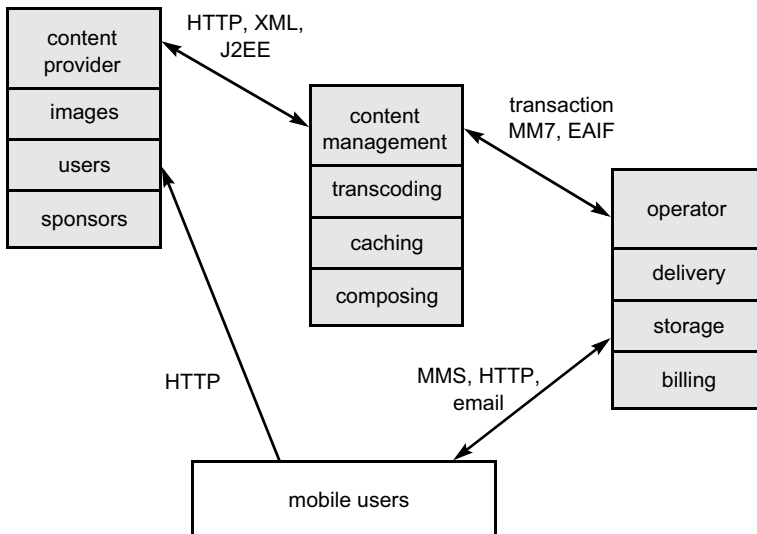 content
provider
images
users
sponsors
HTTP, XML,
J2EE
content
management
transcoding
caching
composing
transaction
MM7, EAIF
operator
delivery
storage
billing
HTTP
MMS, HTTP,
email
mobile users